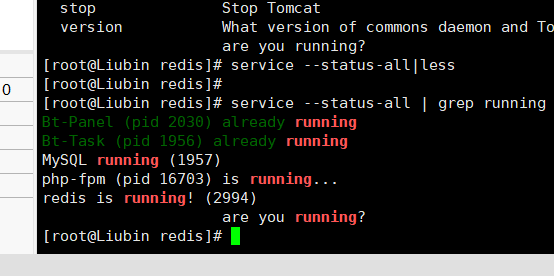 stop Stop Tomcat
version What version of commons daemon and To
are you running?
[root@Liubin redis]# service --status-all|less
[root@Liubin redis]#
0
[root@Liubin redis]# service --status-all | grep running
Bt-Panel (pid 2030) already running
Bt-Task (pid 1956) already running
MySQL running (1957)
php-fpm (pid 16703) is running...
redis is running! (2994)
are you running?
[root@Liubin redis]#